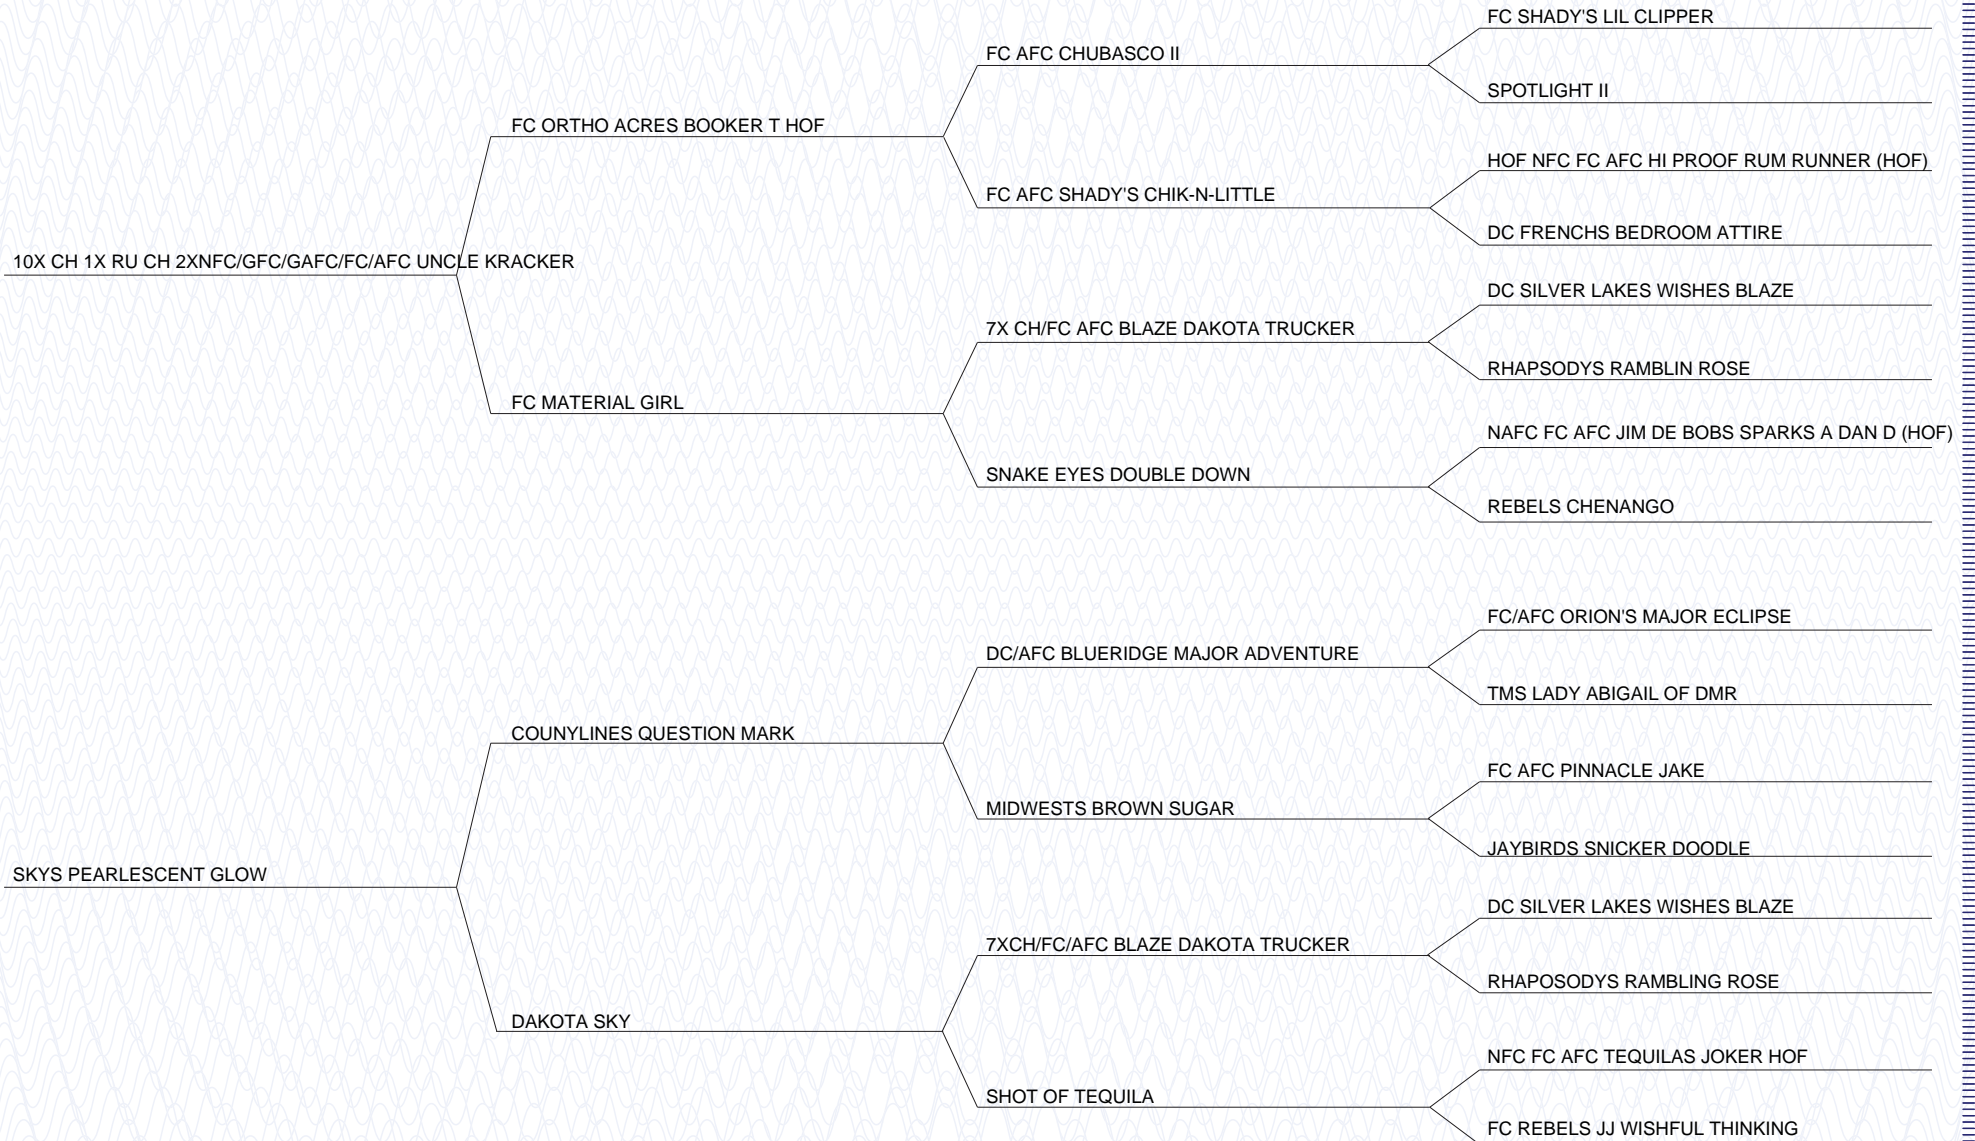 FC SHADY'S LIL CLIPPER
FC AFC CHUBASCO II
SPOTLIGHT II
FC ORTHO ACRES BOOKER T HOF
HOF NFC FC AFC HI PROOF RUM RUNNER (HOF)
FC AFC SHADY'S CHIK-N-LITTLE
DC FRENCHS BEDROOM ATTIRE
10X CH 1X RU CH 2XNFC/GFC/GAFC/FC/AFC UNCLE KRACKER
DC SILVER LAKES WISHES BLAZE
7X CH/FC AFC BLAZE DAKOTA TRUCKER
RHAPSODYS RAMBLIN ROSE
FC MATERIAL GIRL
NAFC FC AFC JIM DE BOBS SPARKS A DAN D (HOF)
SNAKE EYES DOUBLE DOWN
REBELS CHENANGO
FC/AFC ORION'S MAJOR ECLIPSE
DC/AFC BLUERIDGE MAJOR ADVENTURE
TMS LADY ABIGAIL OF DMR
COUNYLINES QUESTION MARK
FC AFC PINNACLE JAKE
MIDWESTS BROWN SUGAR
JAYBIRDS SNICKER DOODLE
SKYS PEARLESCENT GLOW
DC SILVER LAKES WISHES BLAZE
7XCH/FC/AFC BLAZE DAKOTA TRUCKER
RHAPOSODYS RAMBLING ROSE
DAKOTA SKY
NFC FC AFC TEQUILAS JOKER HOF
SHOT OF TEQUILA
FC REBELS JJ WISHFUL THINKING